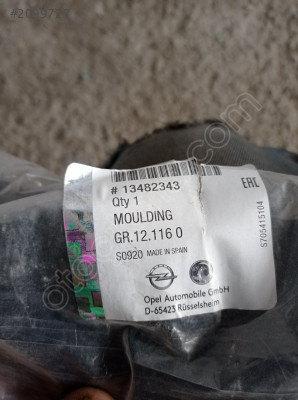 # 13482343
Qty 1
MOULDING
GR.12.116 0
S0920 MADE IN SPAIN
Opel Automobile GmbH
D-65423 Rüsselsheim
EAC
S705415104